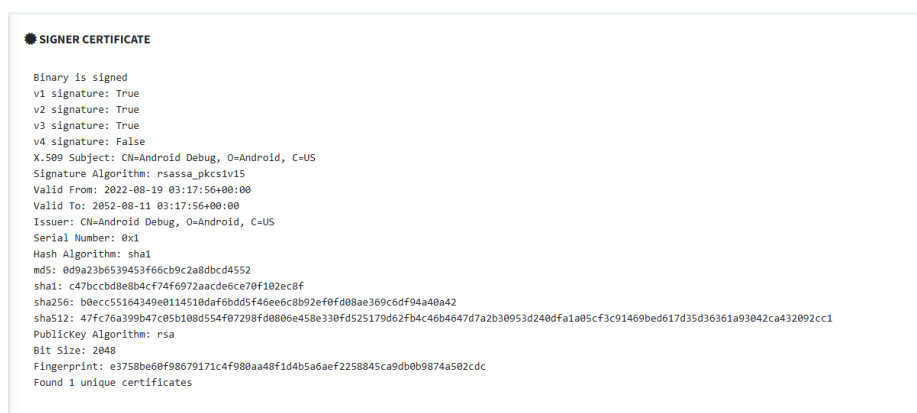 SIGNER CERTIFICATE
Binary is signed
v1 signature: True
v2 signature: True
v3 signature: True
v4 signature: False
X.509 Subject: CN=Android Debug, O=Android, C=US
Signature Algorithm: rsassa_pkcs1v15
Valid From: 2022-08-19 03:17:56+00:00
Valid To: 2052-08-11 03:17:56+00:00
Issuer: CN=Android Debug, O=Android, C=US
Serial Number: 0x1
Hash Algorithm: sha1
md5: 0d9a23b6539453f66cb9c2a8dbcd4552
sha1: c47bccbd8e8b4cf74f6972aacde6ce70f102ec8f
sha256: b0ecc55164349e0114510daf6bdd5f46ee6c8b92ef0fd08ae369c6df94a40a42
sha512: 47fc76a399b47c05b108d554f07298fd0806e458e330fd525179d62fb4c46b4647d7a2b30953d240dfa1a05cf3c91469bed617d35d36361a93042ca432092cc1
PublicKey Algorithm: rsa
Bit Size: 2048
Fingerprint: e3758be60f98679171c4f980aa48f1d4b5a6aef2258845ca9db0b9874a502cdc
Found 1 unique certificates